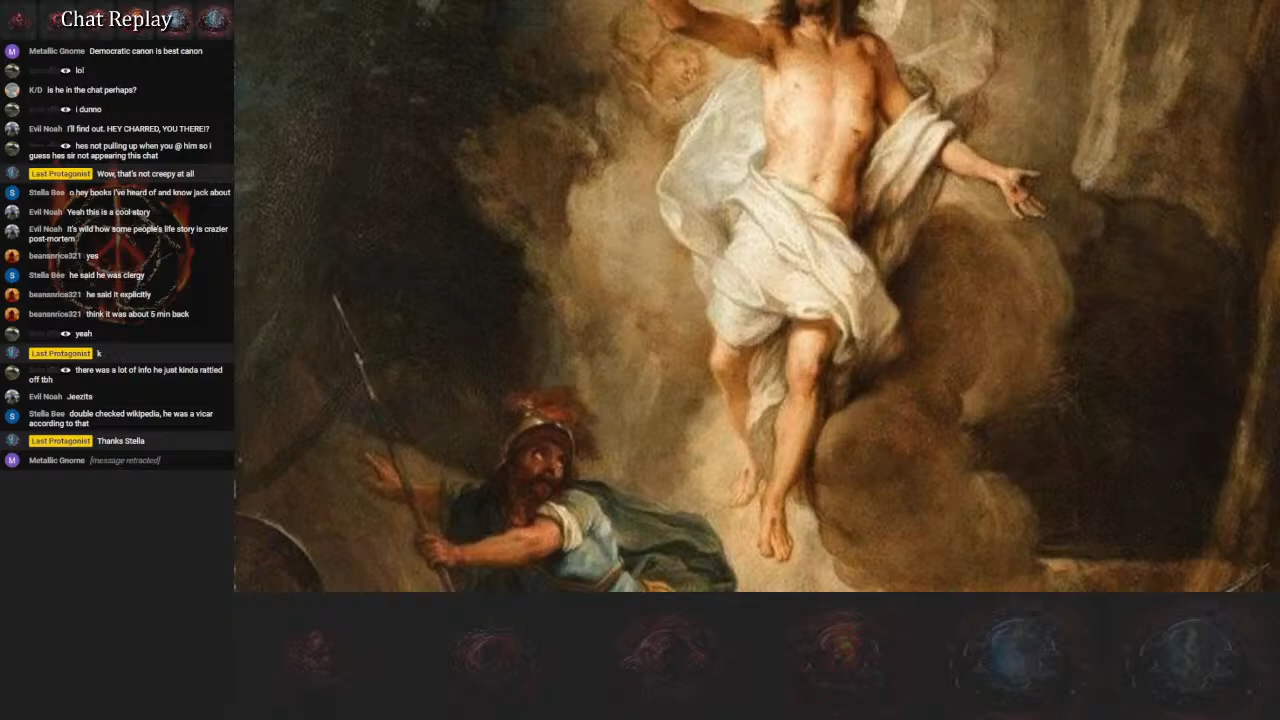 Chat Replay
Metallic Gnome Democratic canon is best canon
lol
K/D is he in the chat perhaps?
i dunno
Evil Noah I'll find out. HEY CHARRED, YOU THERE!?
hes not pulling up when you @ him so i
guess hes sir not appearing this chat
Last Protagonist Wow, that's not creepy at all
Stella Bee o hey books i've heard of and know jack about
Evil Noah Yeah this is a cool story
Evil Noah It's wild how some people's life story is crazier
post-mortem
beansnrice321 yes
Stella Bee he said he was clergy
beansnrice321 he said it explicitly
beansnrice321 think it was about 5 min back
yeah
Last Protagonist k
there was a lot of info he just kinda rattled
off tbh
Evil Noah Jeezits
Stella Bee double checked wikipedia, he was a vicar
according to that
Last Protagonist Thanks Stella
Metallic Gnome [message retracted]